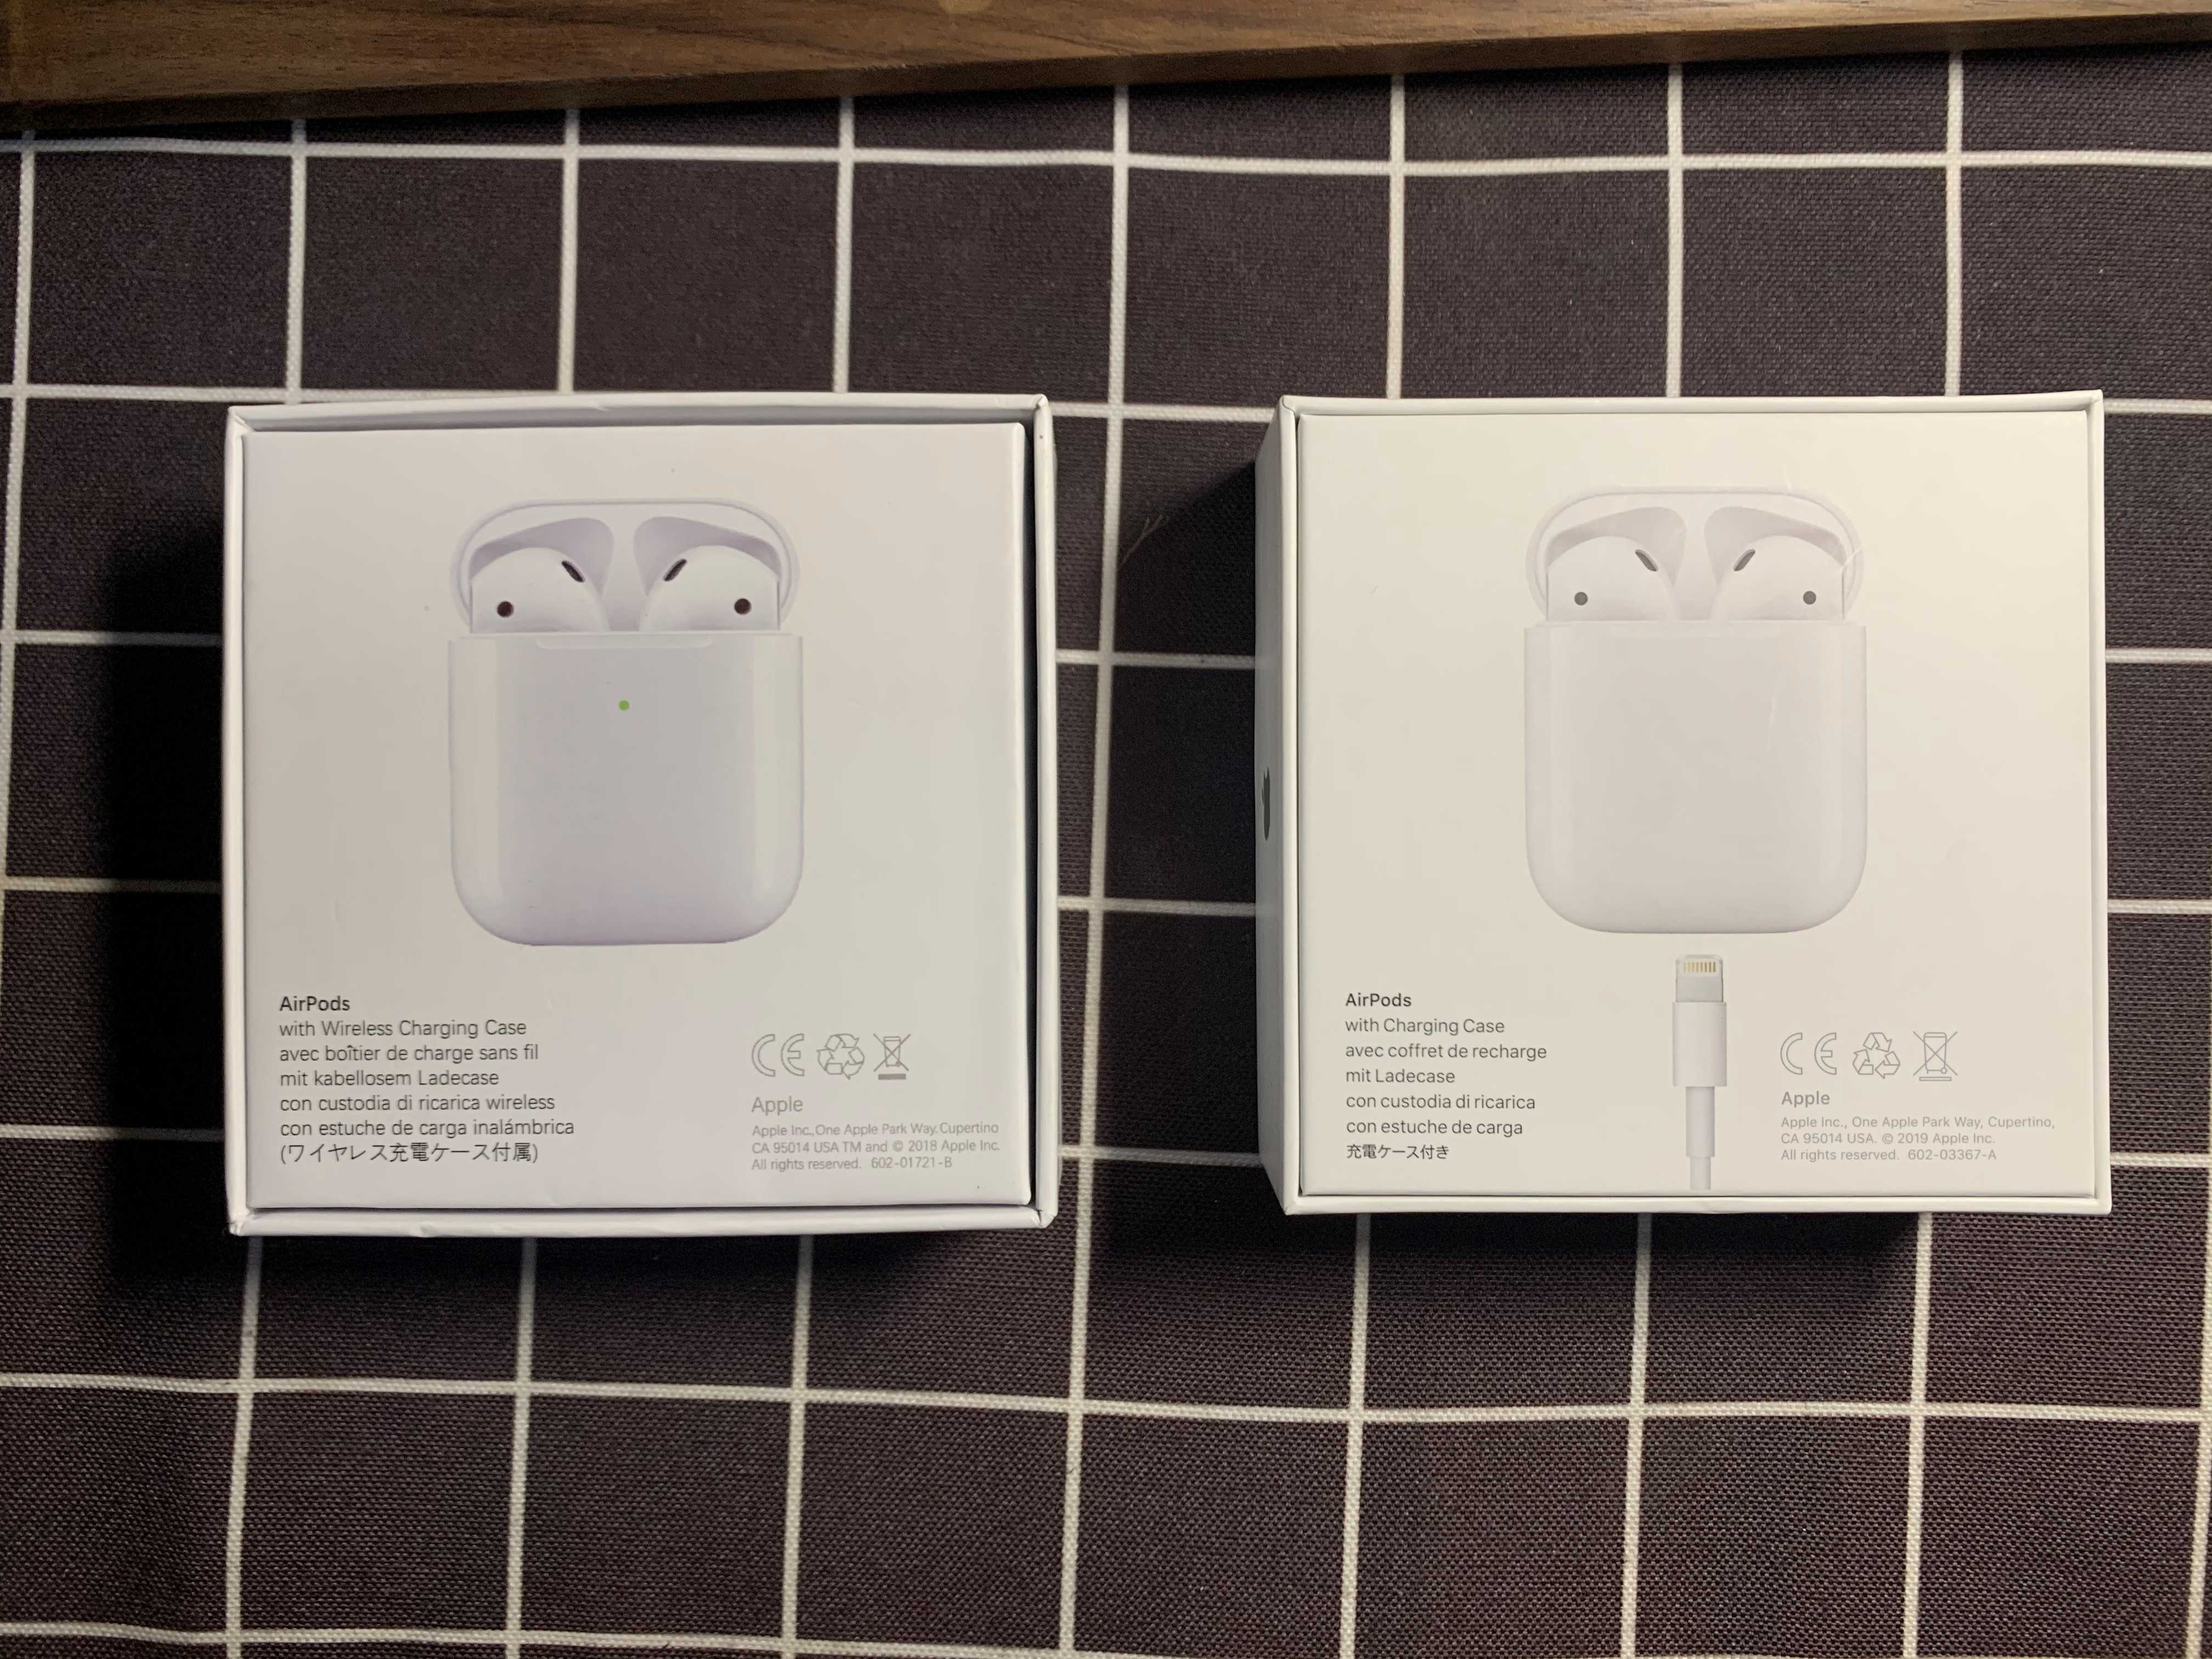 AirPods
with Wireless Charging Case
avec boîtier de charge sans fil
mit kabellosem Ladecase
con custodia di ricarica wireless
con estuche de carga inalámbrica
(ワイヤレス充電ケース付属)
CE
Apple
Apple Inc.,One Apple Park Way.Cupertino
CA 95014 USA TM and © 2018 Apple Inc.
All rights reserved. 602-01721-B
AirPods
with Charging Case
avec coffret de recharge
mit Ladecase
con custodia di ricarica
con estuche de carga
充電ケース付き
CE
Apple
Apple Inc., One Apple Park Way, Cupertino,
CA 95014 USA. © 2019 Apple Inc.
All rights reserved. 602-03367-A